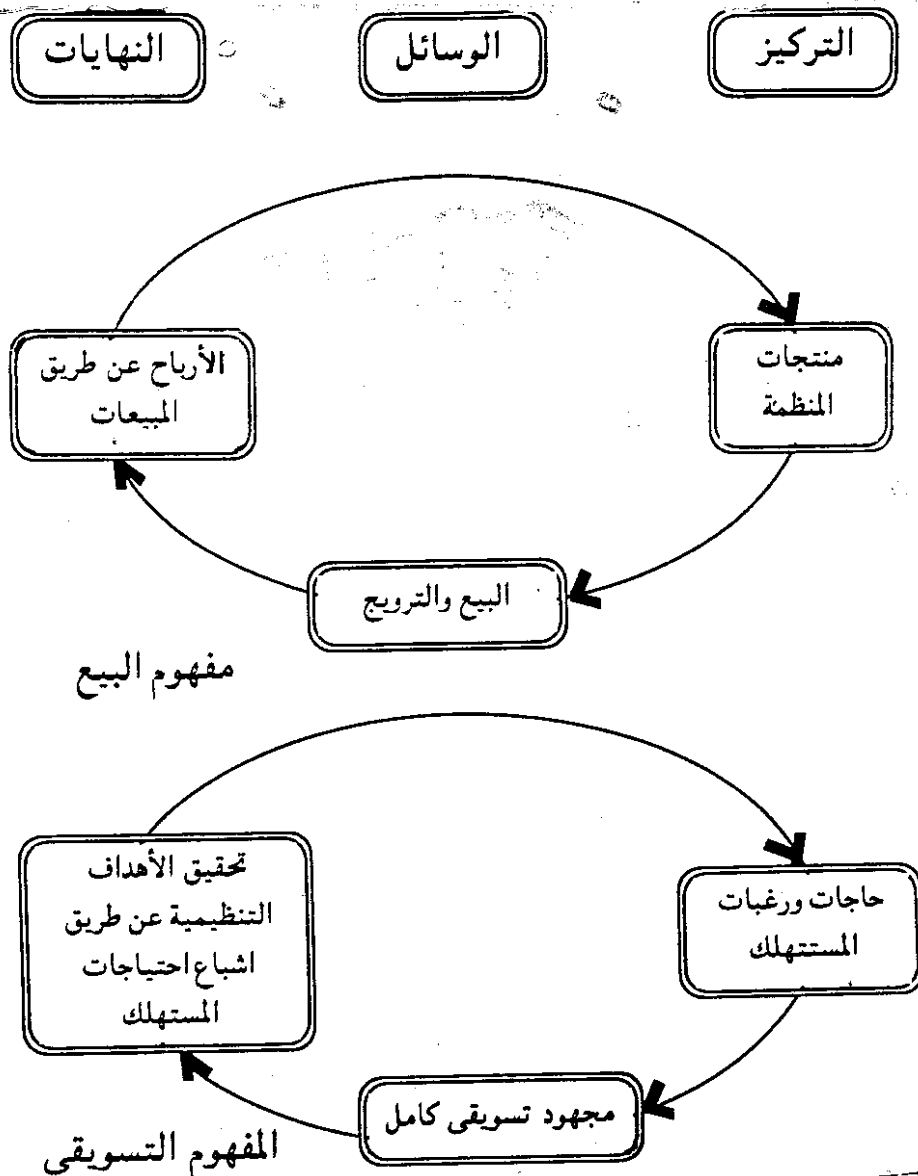 التركيز
الوسائل
النهايات
منتجات
المنظمة
الأرباح عن طريق
المبيعات
البيع والترويج
مفهوم البيع
حاجات ورغبات
المستتهلك
تحقيق الأهداف
التنظيمية عن طريق
اشباع احتياجات
المستهلك
مجهود تسويقى كامل
المفهوم التسويقى